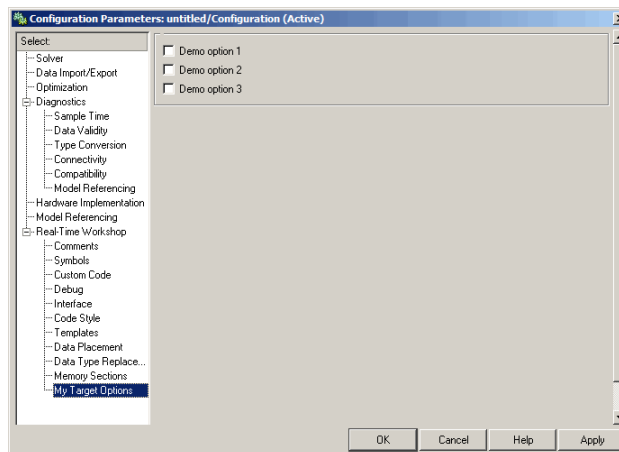 Configuration Parameters: untitled/Configuration (Active)
Select:
Solver
Data Import/Export
Optimization
Diagnostics
Sample Time
Data Validity
Type Conversion
Connectivity
Compatibility
Model Referencing
Hardware Implementation
Model Referencing
Real-Time Workshop
Comments
Symbols
Custom Code
Debug
Interface
Code Style
Templates
Data Placement
Data Type Replace...
Memory Sections
My Target Options
Demo option 1
Demo option 2
Demo option 3
OK
Cancel
Help
Apply